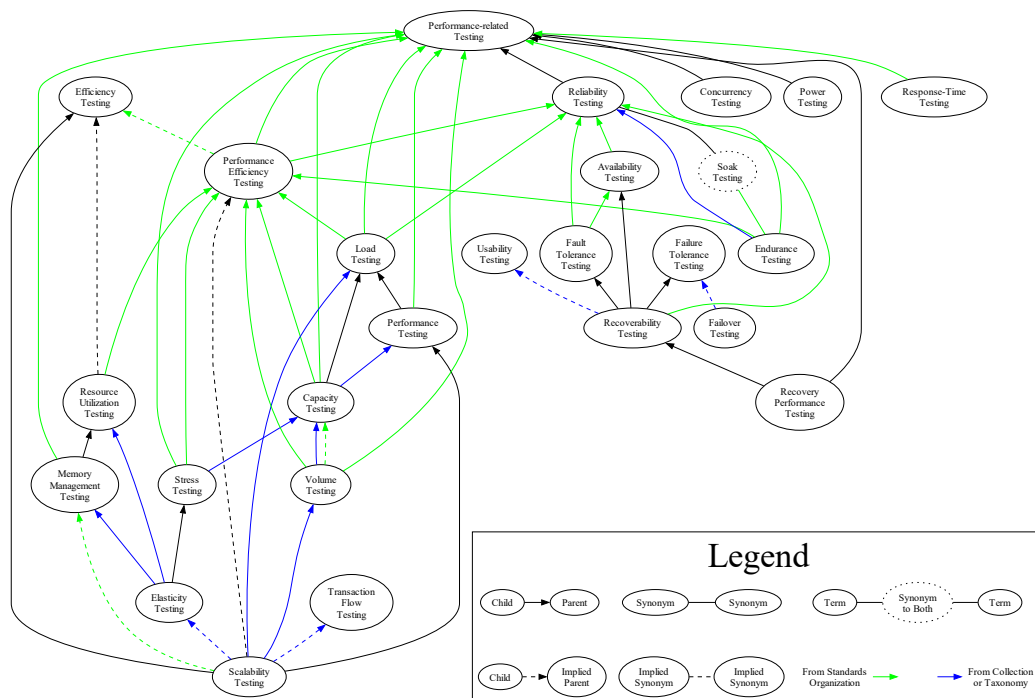 Performance-related
Testing
Efficiency
Testing
Reliability
Testing
Concurrency
Testing
Power
Testing
Response-Time
Testing
Performance
Efficiency
Testing
Availability
Testing
Soak
Testing
Load
Testing
Usability
Testing
Fault
Tolerance
Testing
Failure
Tolerance
Testing
Endurance
Testing
Performance
Testing
Recoverability
Testing
Failover
Testing
Resource
Utilization
Testing
Capacity
Testing
Recovery
Performance
Testing
Memory
Management
Testing
Stress
Testing
Volume
Testing
Elasticity
Testing
Transaction
Flow
Testing
Scalability
Testing
Legend
Child
Parent
Synonym
Synonym
Term
Synonym
to Both
Term
Child
Implied
Parent
Implied
Synonym
Implied
Synonym
From Standards
Organization
From Collection
or Taxonomy